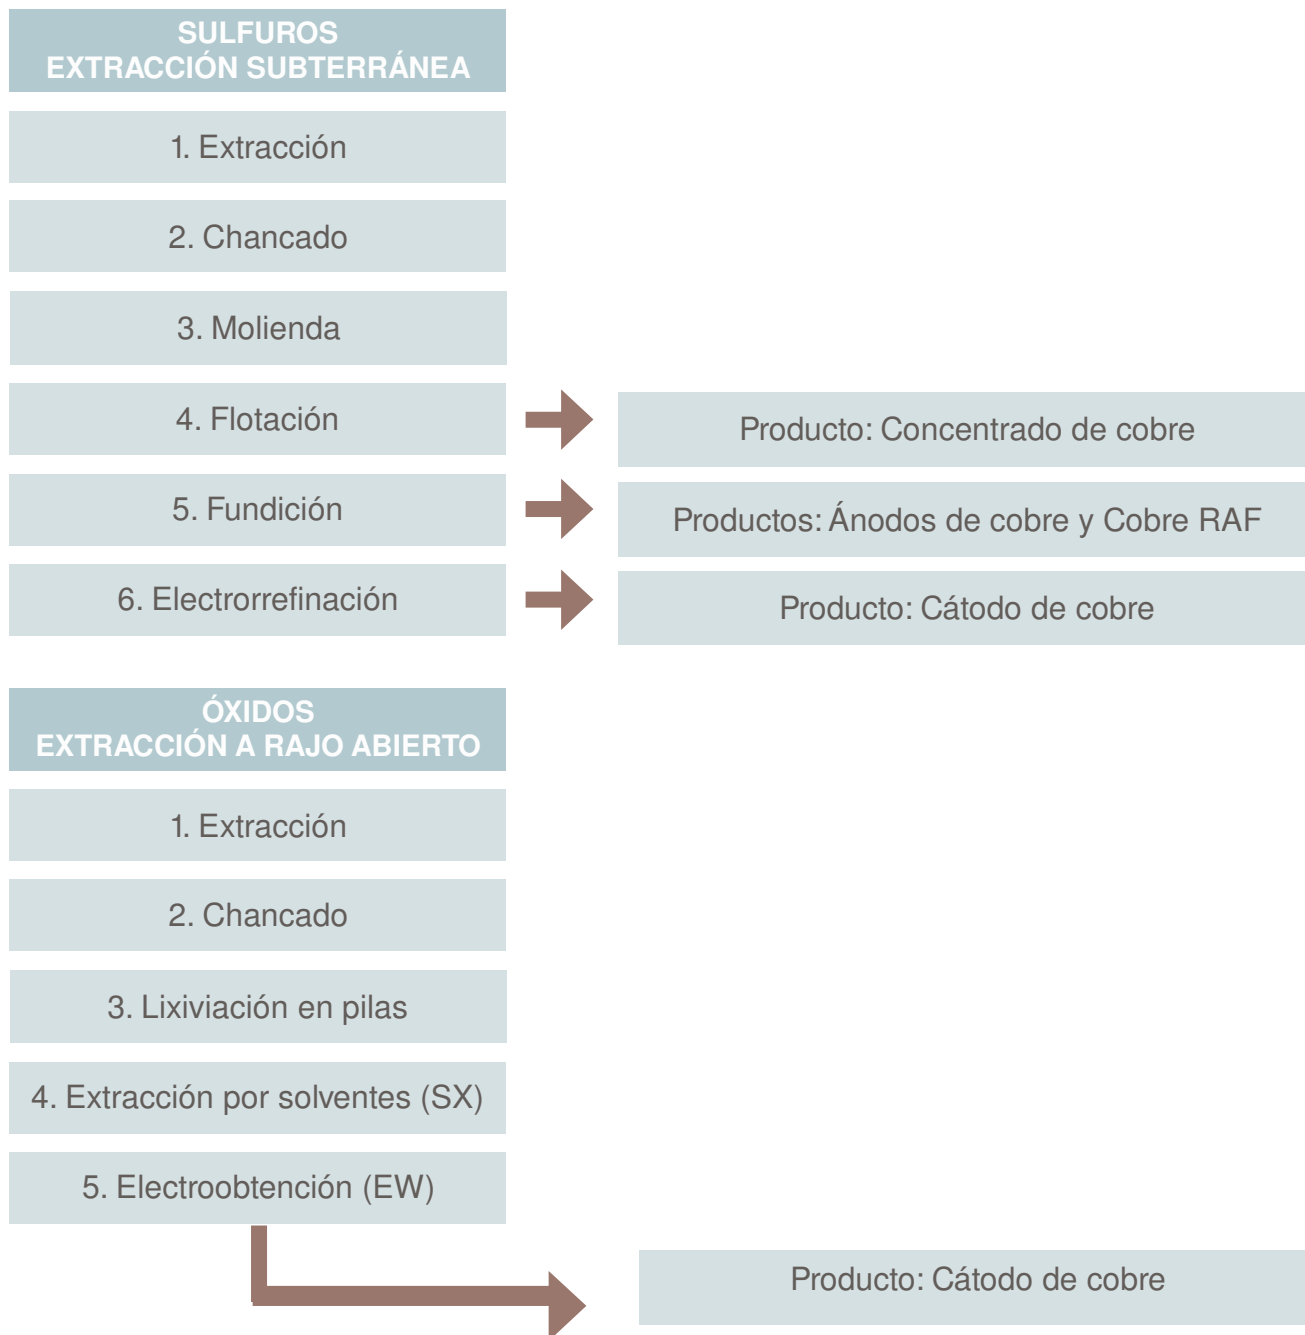 SULFUROS
EXTRACCIÓN SUBTERRÁNEA
1. Extracción
2. Chancado
3. Molienda
4. Flotación
Producto: Concentrado de cobre
5. Fundición
Productos: Ánodos de cobre y Cobre RAF
6. Electrorrefinación
Producto: Cátodo de cobre
ÓXIDOS
EXTRACCIÓN A RAJO ABIERTO
1. Extracción
2. Chancado
3. Lixiviación en pilas
4. Extracción por solventes (SX)
5. Electroobtención (EW)
Producto: Cátodo de cobre